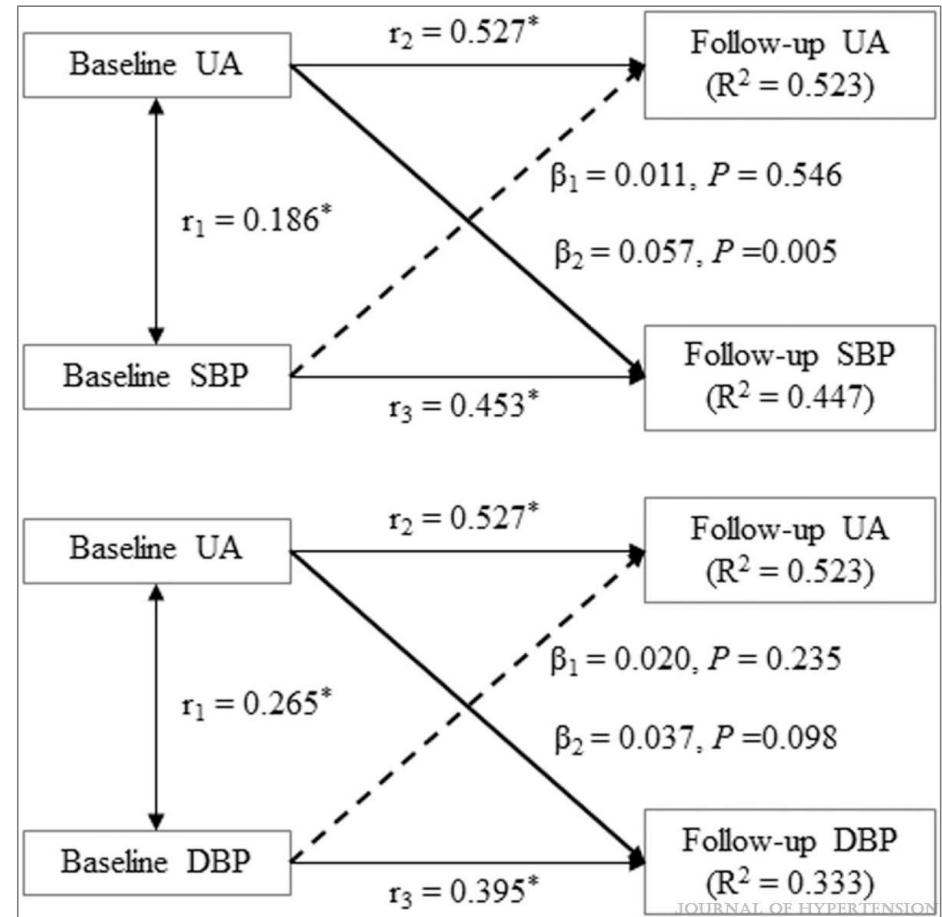 r₂ = 0.527*
Baseline UA
Follow-up UA
(R² = 0.523)
β₁ = 0.011, P = 0.546
r₁ = 0.186*
β₂ = 0.057, P =0.005
Baseline SBP
Follow-up SBP
(R² = 0.447)
r₃ = 0.453*
r₂ = 0.527*
Baseline UA
Follow-up UA
(R² = 0.523)
β₁ = 0.020, P = 0.235
r₁ = 0.265*
β₂ = 0.037, P =0.098
Baseline DBP
Follow-up DBP
(R² = 0.333)
r₃ = 0.395*
JOURNAL OF HYPERTENSION